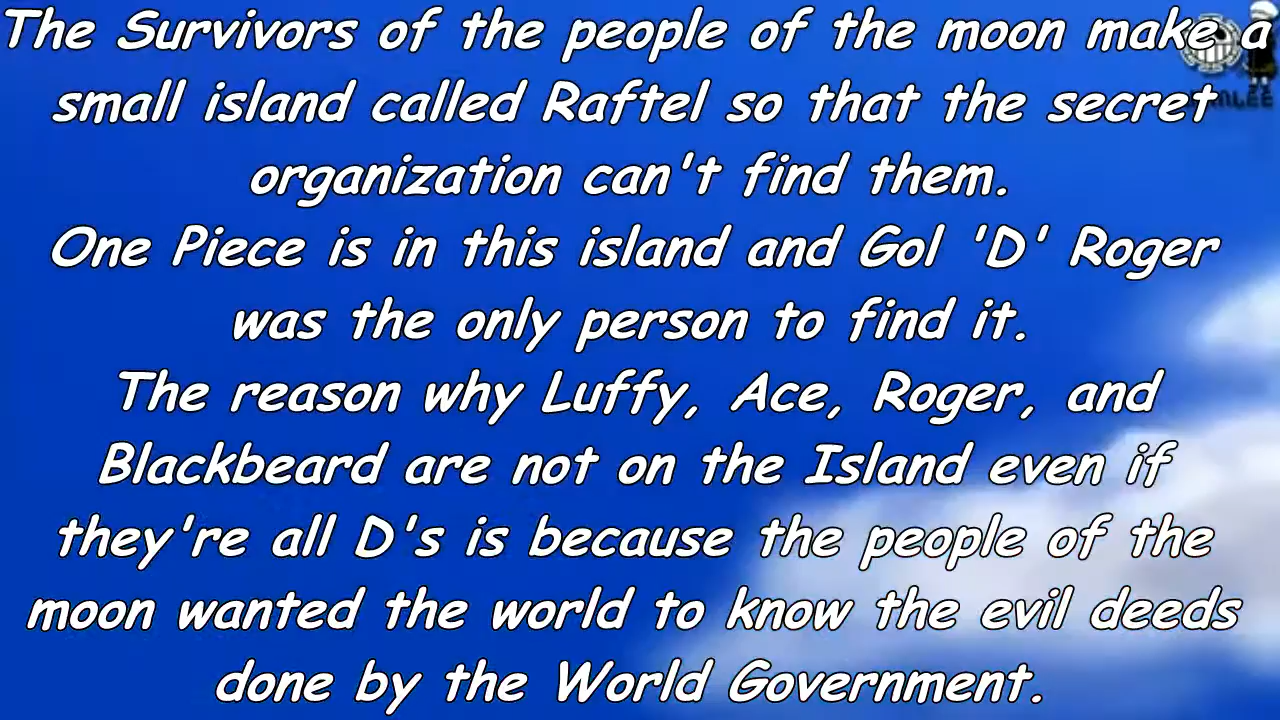 The Survivors of the people of the moon make a
small island called Raftel so that the secret
organization can't find them.
One Piece is in this island and Gol 'D' Roger
was the only person to find it.
The reason why Luffy, Ace, Roger, and
Blackbeard are not on the Island even if
they're all D's is because the people of the
moon wanted the world to know the evil deeds
done by the World Government.